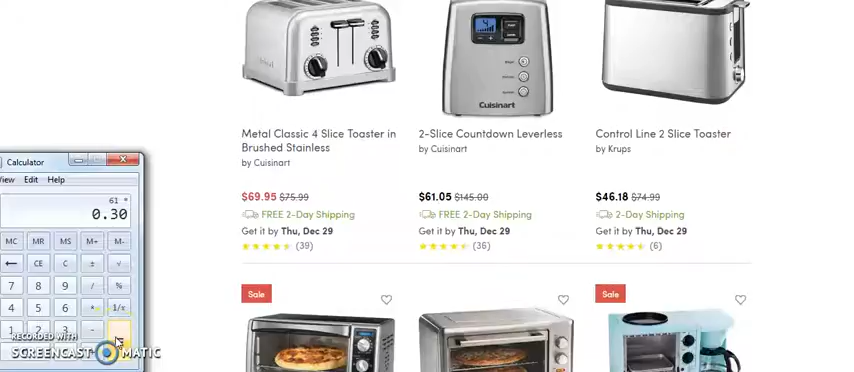 Cuisinart
Metal Classic 4 Slice Toaster in
Brushed Stainless
by Cuisinart
$69.95 $75.99
FREE 2-Day Shipping
Get it by Thu, Dec 29
(39)
2-Slice Countdown Leverless
by Cuisinart
$61.05 $145.00
FREE 2-Day Shipping
Get it by Thu, Dec 29
(36)
Control Line 2 Slice Toaster
by Krups
$46.18 $74.99
2-Day Shipping
Get it by Thu, Dec 29
(6)
Sale
Sale
Calculator
View Edit Help
61 *
0.30
MC MR MS M+ M-
← CE C ± √
7 8 9 / %
4 5 6 * 1/x
1 2 3 -
RECORDED WITH
SCREENCAST MATIC